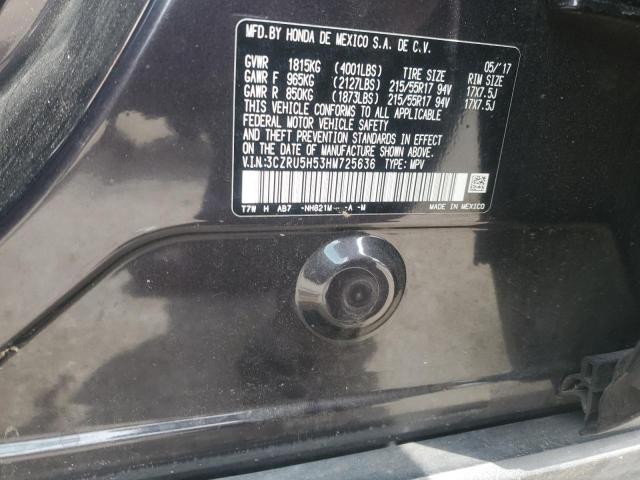 MFD.BY HONDA DE MEXICO S.A. DE C.V.
05/'17
GVWR 1815KG (4001LBS) TIRE SIZE RIM SIZE
GAWR F 965KG (2127LBS) 215/55R17 94V 17X7.5J
GAWR R 850KG (1873LBS) 215/55R17 94V 17X7.5J
THIS VEHICLE CONFORMS TO ALL APPLICABLE
FEDERAL MOTOR VEHICLE SAFETY
AND THEFT PREVENTION STANDARDS IN EFFECT ON
THE DATE OF MANUFACTURE SHOWN ABOVE.
V.I.N:3CZRU5H53HM725636 TYPE: MPV
T7W H AB7 -NH821M- -A -M MADE IN MEXICO